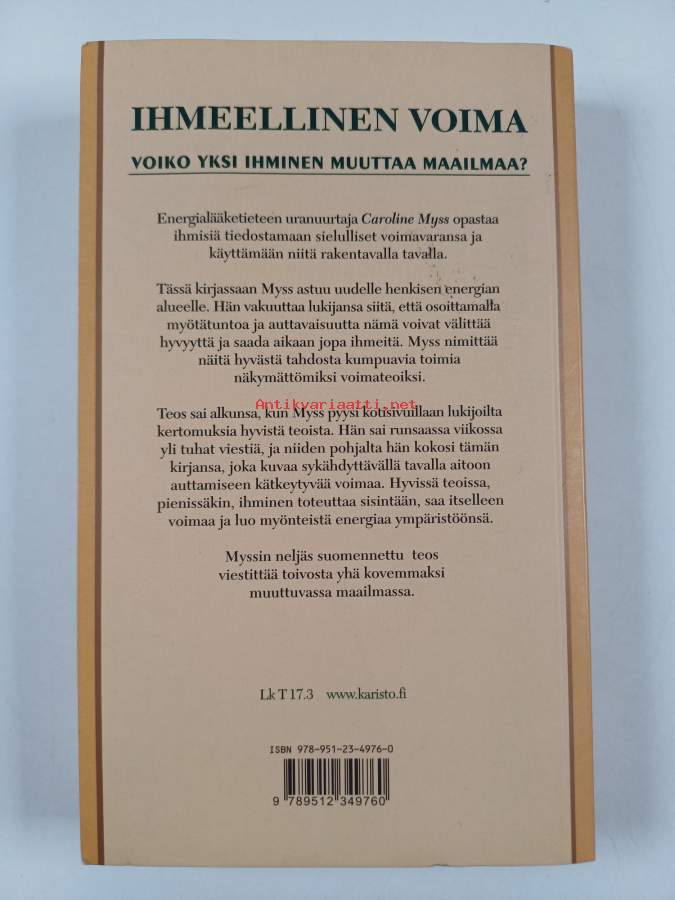 IHMEELLINEN VOIMA
VOIKO YKSI IHMINEN MUUTTAA MAAILMAA?
Energialääketieteen uranuurtaja Caroline Myss opastaa
ihmisiä tiedostamaan sielulliset voimavaransa ja
käyttämään niitä rakentavalla tavalla.
Tässä kirjassaan Myss astuu uudelle henkisen energian
alueelle. Hän vakuuttaa lukijansa siitä, että osoittamalla
myötätuntoa ja auttavaisuutta nämä voivat välittää
hyvyyttä ja saada aikaan jopa ihmeitä. Myss nimittää
näitä hyvästä tahdosta kumpuavia toimia
näkymättömiksi voimateoiksi.
Antikvariaatti.net
Teos sai alkunsa, kun Myss pyysi kotisivuillaan lukijoilta
kertomuksia hyvistä teoista. Hän sai runsaassa viikossa
yli tuhat viestiä, ja niiden pohjalta hän kokosi tämän
kirjansa, joka kuvaa sykähdyttävällä tavalla aitoon
auttamiseen kätkeytyvää voimaa. Hyvissä teoissa,
pienissäkin, ihminen toteuttaa sisintään, saa itselleen
voimaa ja luo myönteistä energiaa ympäristöönsä.
Myssin neljäs suomennettu teos
viestittää toivosta yhä kovemmaksi
muuttuvassa maailmassa.
Lk T 17.3 www.karisto.fi
ISBN 978-951-23-4976-0
9 789512 349760